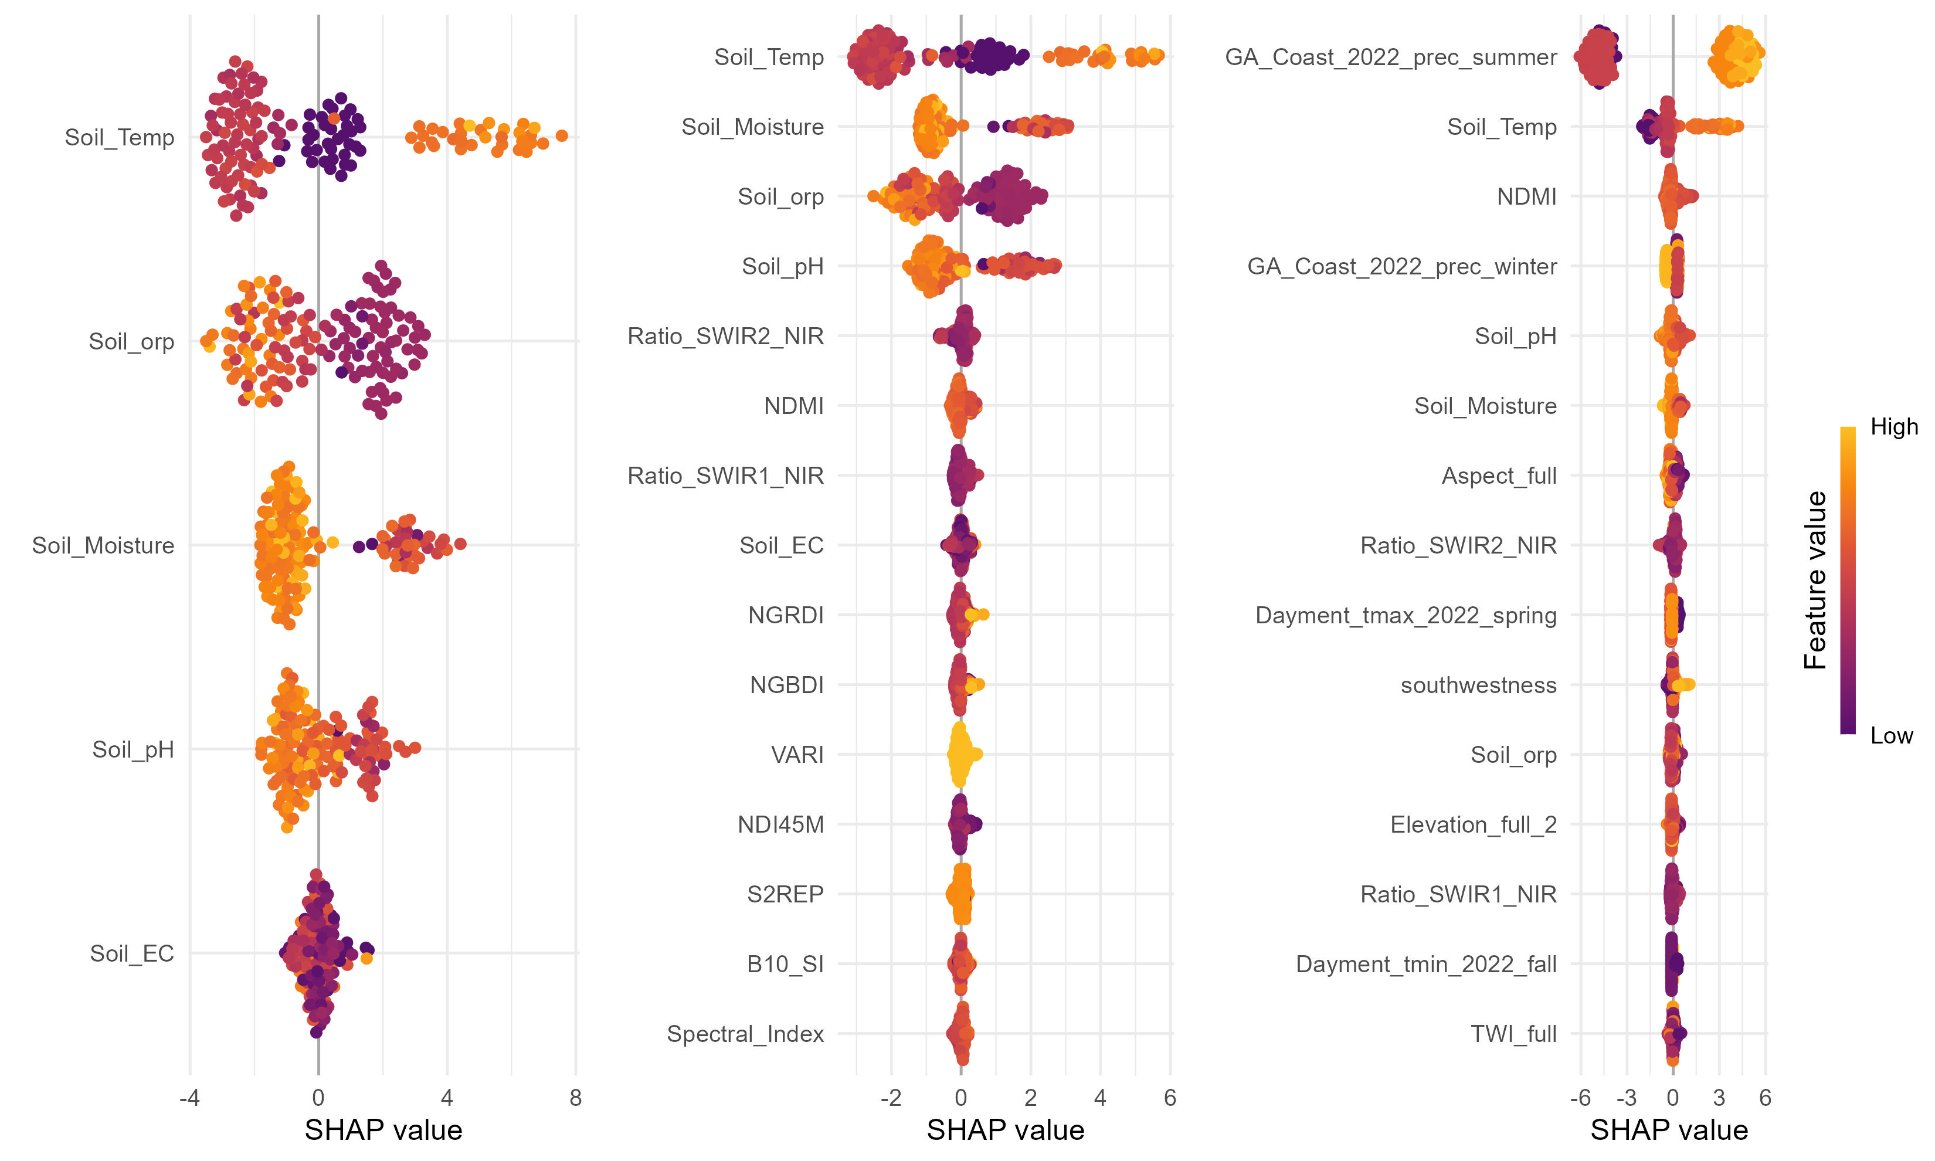 Soil_Temp
Soil_orp
Soil_Moisture
Soil_pH
Soil_EC
-4 0 4 8
SHAP value
Soil_Temp
Soil_Moisture
Soil_orp
Soil_pH
Ratio_SWIR2_NIR
NDMI
Ratio_SWIR1_NIR
Soil_EC
NGRDI
NGBDI
VARI
NDI45M
S2REP
B10_SI
Spectral_Index
-2 0 2 4 6
SHAP value
GA_Coast_2022_prec_summer
Soil_Temp
NDMI
GA_Coast_2022_prec_winter
Soil_pH
Soil_Moisture
Aspect_full
Ratio_SWIR2_NIR
Dayment_tmax_2022_spring
southwestness
Soil_orp
Elevation_full_2
Ratio_SWIR1_NIR
Dayment_tmin_2022_fall
TWI_full
-6 -3 0 3 6
SHAP value
Feature value
High
Low